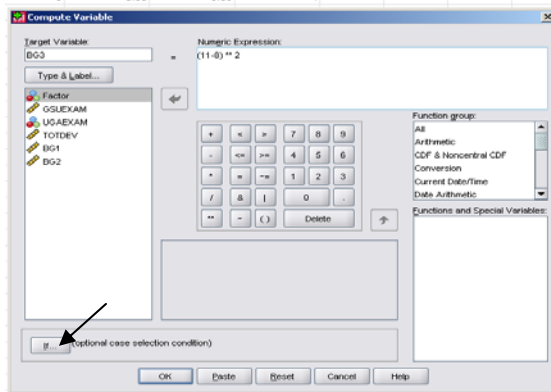 Compute Variable
Target Variable:
BG3
=
Numeric Expression:
(11-8) ** 2
Type & Label...
Factor
GSUEXAM
UGAEXAM
TOTDEV
BG1
BG2
+ < > 7 8 9
- <= >= 4 5 6
* = ~= 1 2 3
/ & | 0 .
** ~ ( ) Delete
Function group:
All
Arithmetic
CDF & Noncentral CDF
Conversion
Current Date/Time
Date Arithmetic
Functions and Special Variables:
If... (optional case selection condition)
OK Paste Reset Cancel Help